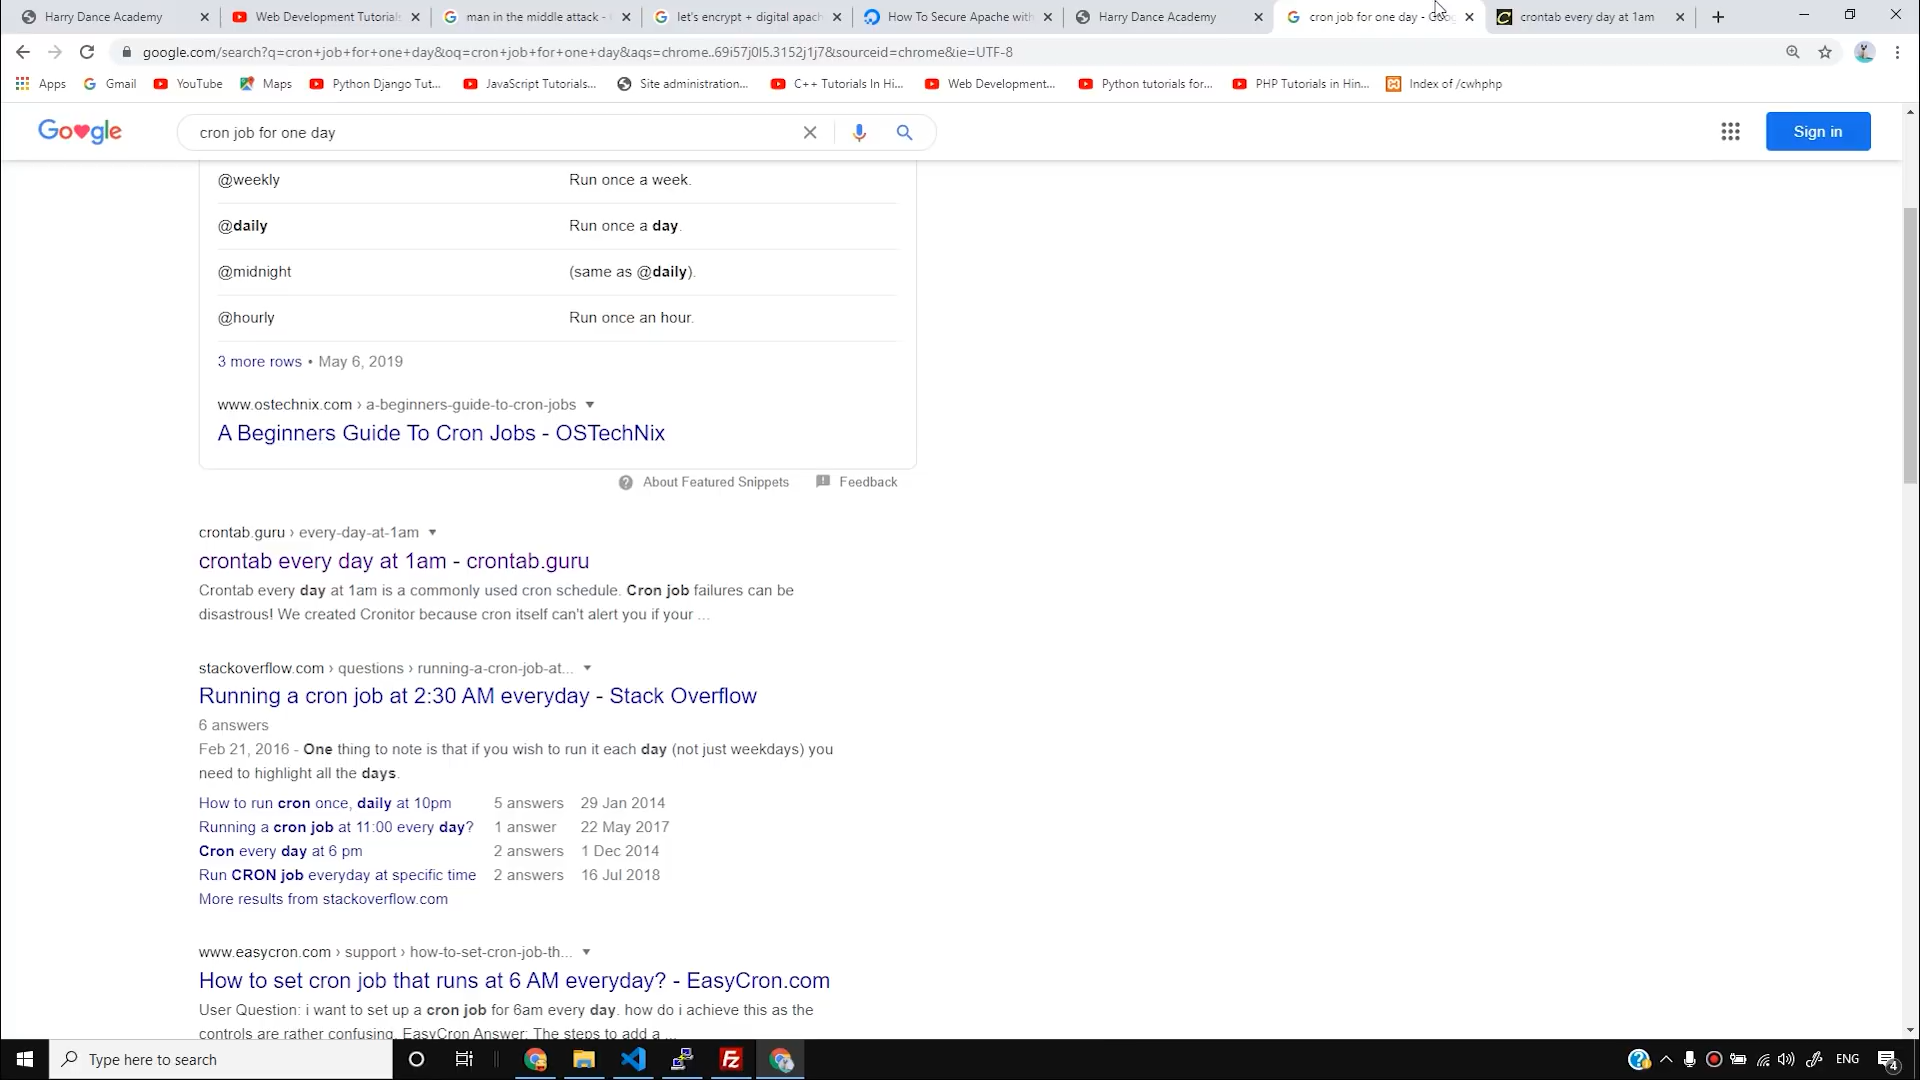 Harry Dance Academy
Web Development Tutorials
man in the middle attack -
let's encrypt + digital apach
How To Secure Apache with
Harry Dance Academy
cron job for one day - Goog
crontab every day at 1am
google.com/search?q=cron+job+for+one+day&oq=cron+job+for+one+day&aqs=chrome..69i57j0l5.3152j1j7&sourceid=chrome&ie=UTF-8
Apps
Gmail
YouTube
Maps
Python Django Tut...
JavaScript Tutorials...
Site administration...
C++ Tutorials In Hi...
Web Development...
Python tutorials for...
PHP Tutorials in Hin...
Index of /cwhphp
cron job for one day
Sign in
@weekly Run once a week.
@daily Run once a day.
@midnight (same as @daily).
@hourly Run once an hour.
3 more rows • May 6, 2019
www.ostechnix.com › a-beginners-guide-to-cron-jobs
A Beginners Guide To Cron Jobs - OSTechNix
About Featured Snippets Feedback
crontab.guru › every-day-at-1am
crontab every day at 1am - crontab.guru
Crontab every day at 1am is a commonly used cron schedule. Cron job failures can be
disastrous! We created Cronitor because cron itself can't alert you if your ...
stackoverflow.com › questions › running-a-cron-job-at...
Running a cron job at 2:30 AM everyday - Stack Overflow
6 answers
Feb 21, 2016 - One thing to note is that if you wish to run it each day (not just weekdays) you
need to highlight all the days.
How to run cron once, daily at 10pm 5 answers 29 Jan 2014
Running a cron job at 11:00 every day? 1 answer 22 May 2017
Cron every day at 6 pm 2 answers 1 Dec 2014
Run CRON job everyday at specific time 2 answers 16 Jul 2018
More results from stackoverflow.com
www.easycron.com › support › how-to-set-cron-job-th...
How to set cron job that runs at 6 AM everyday? - EasyCron.com
User Question: i want to set up a cron job for 6am every day. how do i achieve this as the
controls are rather confusing. EasyCron Answer: The steps to add a ...
Type here to search
ENG
4